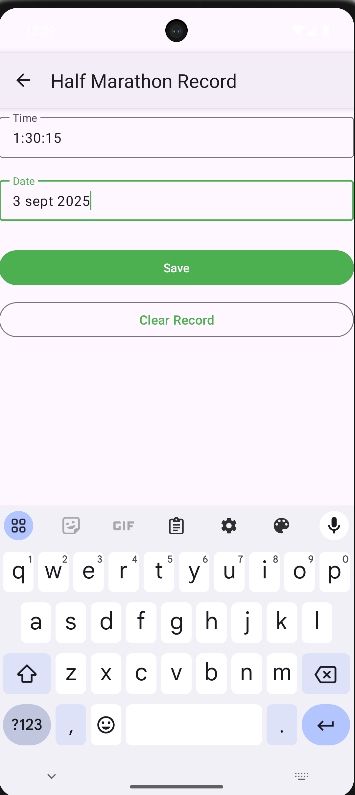 Half Marathon Record
Time
1:30:15
Date
3 sept 2025
Save
Clear Record
GIF
q1 w2 e3 r4 t5 y6 u7 i8 o9 p0
a s d f g h j k l
z x c v b n m
?123 , .